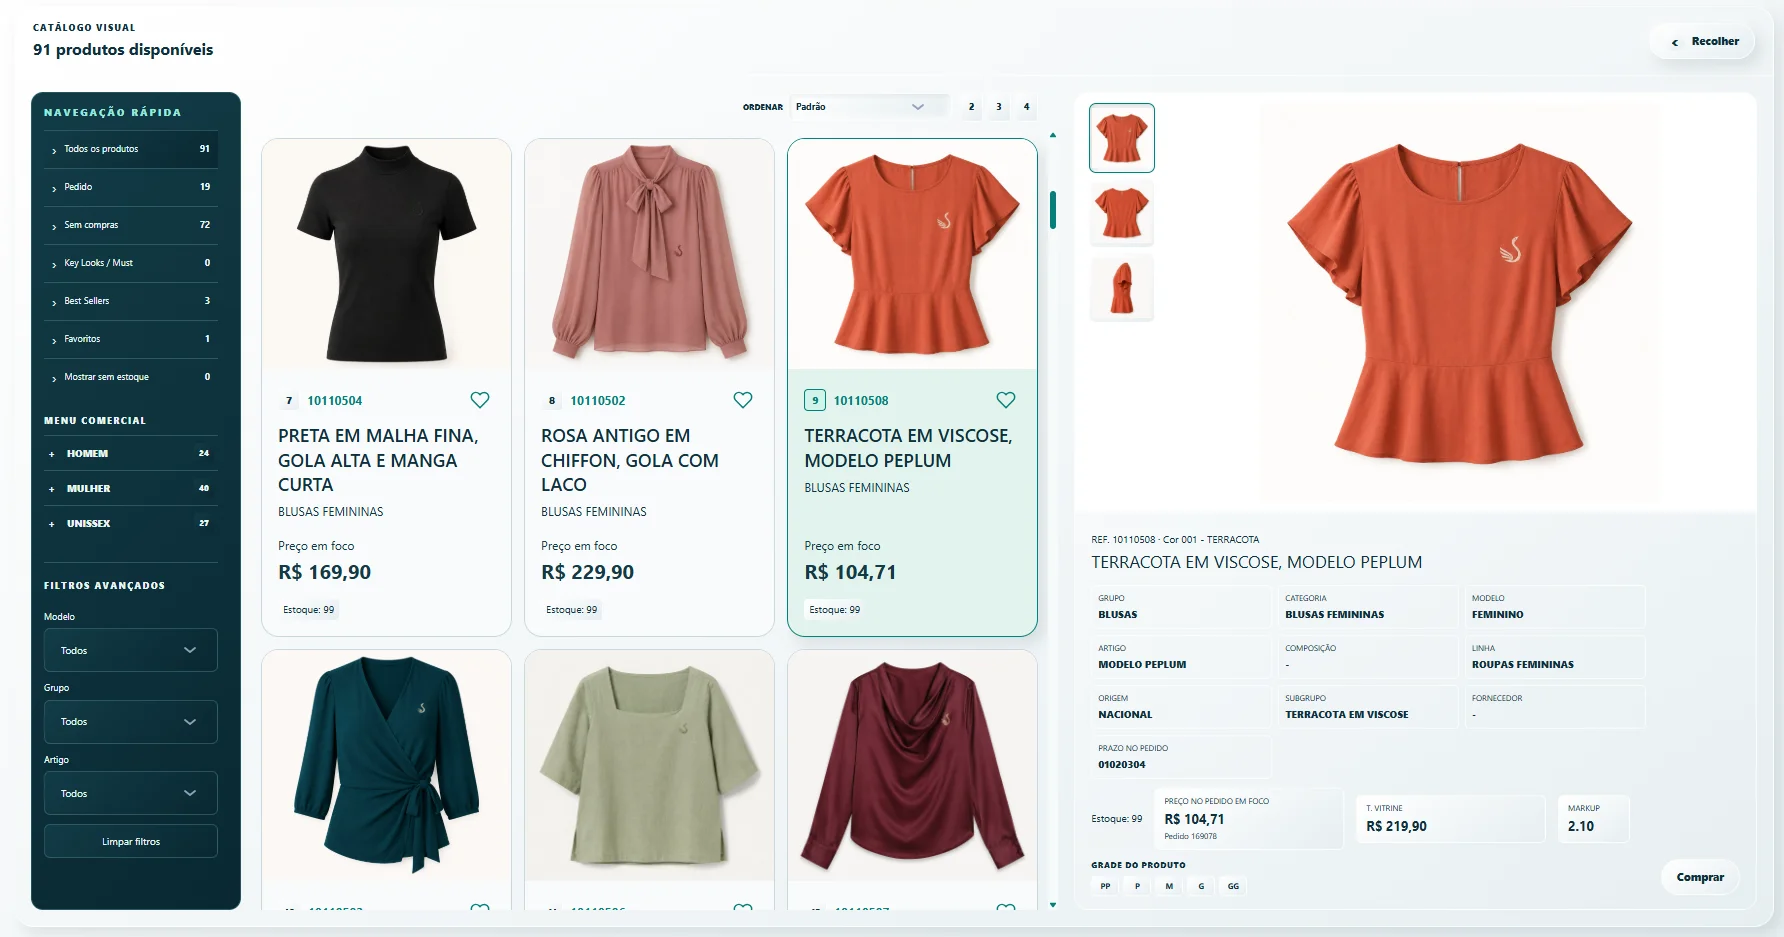 CATÁLOGO VISUAL
91 produtos disponíveis
Recolher
NAVEGAÇÃO RÁPIDA
Todos os produtos 91
Pedido 19
Sem compras 72
Key Looks / Must 0
Best Sellers 3
Favoritos 1
Mostrar sem estoque 0
MENU COMERCIAL
+ HOMEM 24
+ MULHER 40
+ UNISSEX 27
FILTROS AVANÇADOS
Modelo
Todos
Grupo
Todos
Artigo
Todos
Limpar filtros
ORDENAR Padrão 2 3 4
7 10110504
PRETA EM MALHA FINA,
GOLA ALTA E MANGA
CURTA
BLUSAS FEMININAS
Preço em foco
R$ 169,90
Estoque: 99
8 10110502
ROSA ANTIGO EM
CHIFFON, GOLA COM
LACO
BLUSAS FEMININAS
Preço em foco
R$ 229,90
Estoque: 99
9 10110508
TERRACOTA EM VISCOSE,
MODELO PEPLUM
BLUSAS FEMININAS
Preço em foco
R$ 104,71
Estoque: 99
REF. 10110508 · Cor 001 - TERRACOTA
TERRACOTA EM VISCOSE, MODELO PEPLUM
GRUPO
BLUSAS
CATEGORIA
BLUSAS FEMININAS
MODELO
FEMININO
ARTIGO
MODELO PEPLUM
COMPOSIÇÃO
-
LINHA
ROUPAS FEMININAS
ORIGEM
NACIONAL
SUBGRUPO
TERRACOTA EM VISCOSE
FORNECEDOR
-
PRAZO NO PEDIDO
01020304
Estoque: 99
PREÇO NO PEDIDO EM FOCO
R$ 104,71
Pedido 169078
T. VITRINE
R$ 219,90
MARKUP
2.10
GRADE DO PRODUTO
PP P M G GG
Comprar